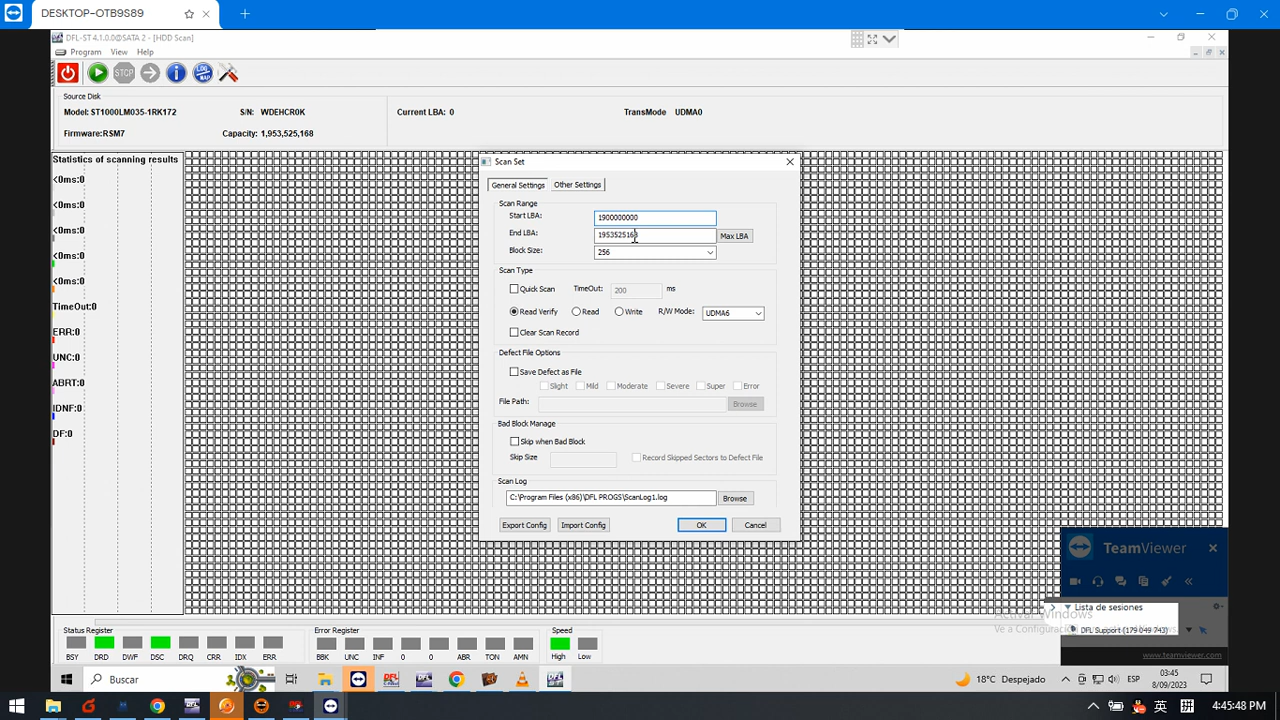 DESKTOP-OTB9S89
DFL-ST 4.1.0.0@SATA 2 - [HDD Scan]
Program View Help
STOP
LOG MAP
Source Disk
Model: ST1000LM035-1RK172 S/N: WDEHCR0K Current LBA: 0 TransMode UDMA0
Firmware:RSM7 Capacity: 1,953,525,168
Statistics of scanning results
<0ms:0
<0ms:0
<0ms:0
<0ms:0
<0ms:0
TimeOut:0
ERR:0
UNC:0
ABRT:0
IDNF:0
DF:0
Scan Set
General Settings Other Settings
Scan Range
Start LBA: 1900000000
End LBA: 1953525168 Max LBA
Block Size: 256
Scan Type
Quick Scan TimeOut: 200 ms
Read Verify Read Write R/W Mode: UDMA6
Clear Scan Record
Defect File Options
Save Defect as File
Slight Mild Moderate Severe Super Error
File Path: Browse
Bad Block Manage
Skip when Bad Block
Skip Size Record Skipped Sectors to Defect File
Scan Log
C:\Program Files (x86)\DFL PROGS\ScanLog1.log Browse
Export Config Import Config OK Cancel
TeamViewer
Lista de sesiones
Activar Windows
Ve a Configuración
DFL Support (179 049 743)
www.teamviewer.com
Status Register Error Register Speed
BSY DRD DWF DSC DRQ CRR IDX ERR BBK UNC INF 0 0 ABR TON AMN High Low
Buscar DFL 18°C Despejado ESP 03:45
8/09/2023
英 4:45:48 PM